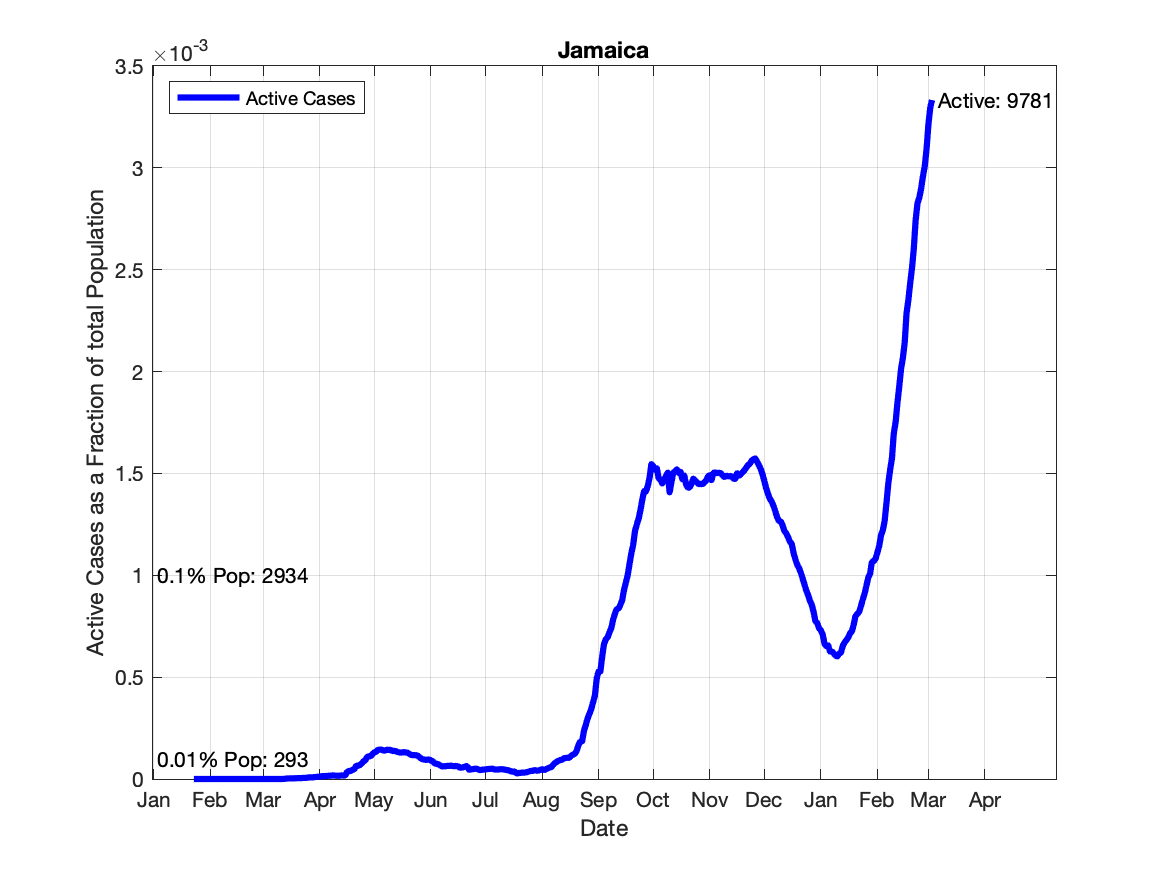 Jamaica
×10-3
3.5
3
2.5
2
1.5
1
0.5
0
Active Cases as a Fraction of total Population
Active Cases
Active: 9781
0.1% Pop: 2934
0.01% Pop: 293
Jan Feb Mar Apr May Jun Jul Aug Sep Oct Nov Dec Jan Feb Mar Apr
Date